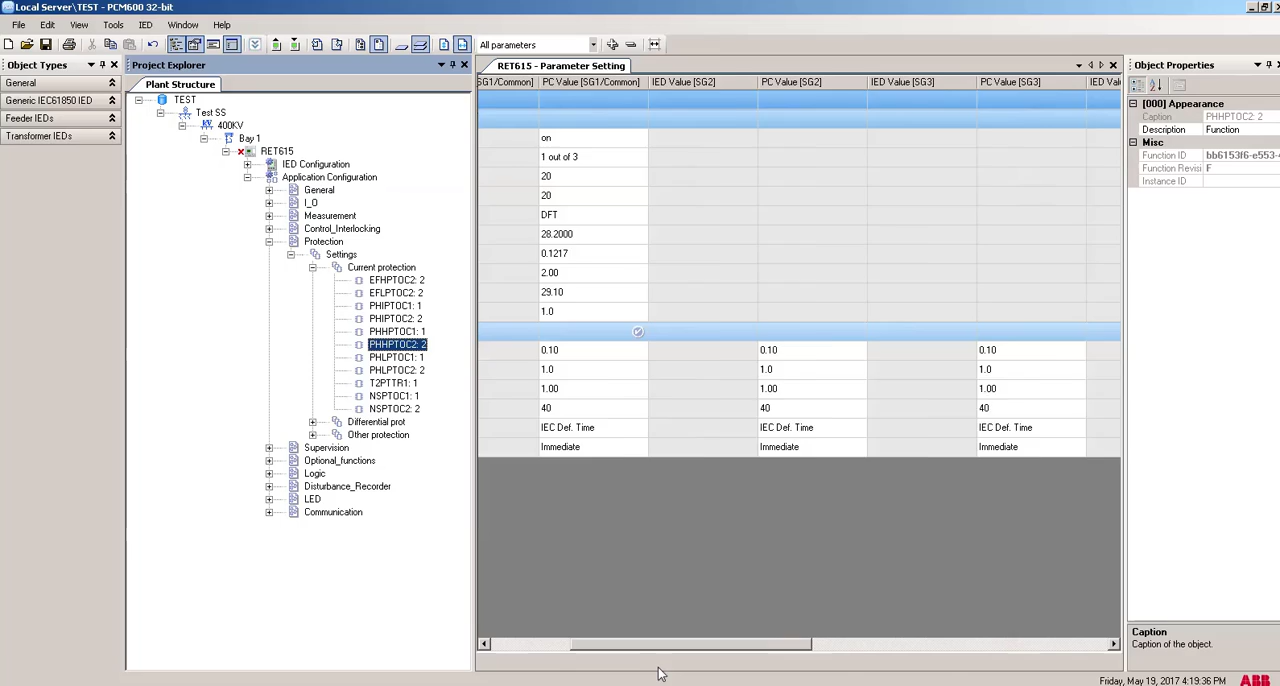 Local Server\TEST - PCM600 32-bit
File Edit View Tools IED Window Help
All parameters
Object Types
General
Generic IEC61850 IED
Feeder IEDs
Transformer IEDs
Project Explorer
Plant Structure
TEST
Test SS
400KV
Bay 1
RET615
IED Configuration
Application Configuration
General
I_O
Measurement
Control_Interlocking
Protection
Settings
Current protection
EFHPTOC2: 2
EFLPTOC2: 2
PHIPTOC1: 1
PHIPTOC2: 2
PHHPTOC1: 1
PHHPTOC2: 2
PHLPTOC1: 1
PHLPTOC2: 2
T2PTTR1: 1
NSPTOC1: 1
NSPTOC2: 2
Differential prot
Other protection
Supervision
Optional_functions
Logic
Disturbance_Recorder
LED
Communication
RET615 - Parameter Setting
SG1/Common] PC Value [SG1/Common] IED Value [SG2] PC Value [SG2] IED Value [SG3] PC Value [SG3] IED Valu
on
1 out of 3
20
20
DFT
28.2000
0.1217
2.00
29.10
1.0
0.10 0.10 0.10
1.0 1.0 1.0
1.00 1.00 1.00
40 40 40
IEC Def. Time IEC Def. Time IEC Def. Time
Immediate Immediate Immediate
Object Properties
[000] Appearance
Caption PHHPTOC2: 2
Description Function
Misc
Function ID bb6153f6-e553-
Function Revisi F
Instance ID
Caption
Caption of the object.
Friday, May 19, 2017 4:19:36 PM
ABB